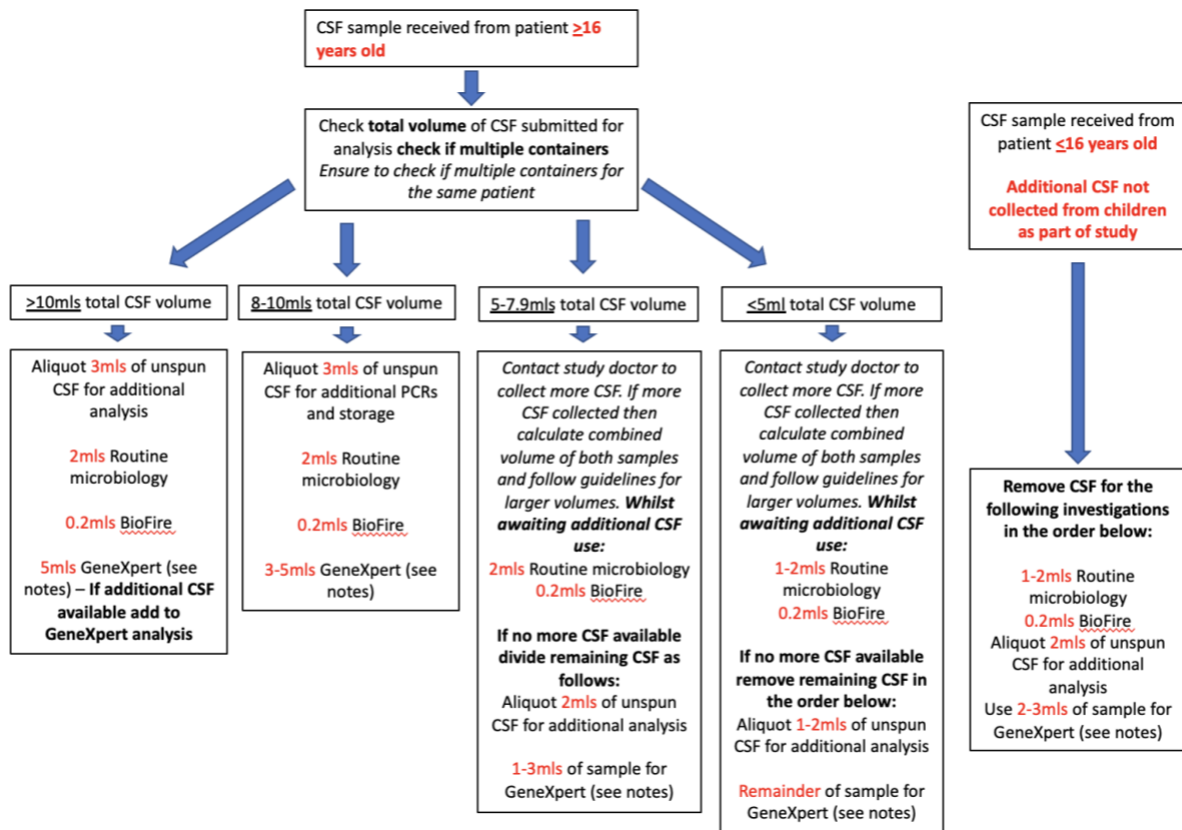 CSF sample received from patient ≥16
years old
Check total volume of CSF submitted for
analysis check if multiple containers
Ensure to check if multiple containers for
the same patient
>10mls total CSF volume
Aliquot 3mls of unspun
CSF for additional
analysis
2mls Routine
microbiology
0.2mls BioFire
5mls GeneXpert (see
notes) – If additional CSF
available add to
GeneXpert analysis
8-10mls total CSF volume
Aliquot 3mls of unspun
CSF for additional PCRs
and storage
2mls Routine
microbiology
0.2mls BioFire
3-5mls GeneXpert (see
notes)
5-7.9mls total CSF volume
Contact study doctor to
collect more CSF. If more
CSF collected then
calculate combined
volume of both samples
and follow guidelines for
larger volumes. Whilst
awaiting additional CSF
use:
2mls Routine microbiology
0.2mls BioFire
If no more CSF available
divide remaining CSF as
follows:
Aliquot 2mls of unspun
CSF for additional analysis
1-3mls of sample for
GeneXpert (see notes)
<5ml total CSF volume
Contact study doctor to
collect more CSF. If more
CSF collected then
calculate combined
volume of both samples
and follow guidelines for
larger volumes. Whilst
awaiting additional CSF
use:
1-2mls Routine
microbiology
0.2mls BioFire
If no more CSF available
remove remaining CSF in
the order below:
Aliquot 1-2mls of unspun
CSF for additional analysis
Remainder of sample for
GeneXpert (see notes)
CSF sample received from
patient ≤16 years old
Additional CSF not
collected from children
as part of study
Remove CSF for the
following investigations
in the order below:
1-2mls Routine
microbiology
0.2mls BioFire
Aliquot 2mls of unspun
CSF for additional
analysis
Use 2-3mls of sample for
GeneXpert (see notes)